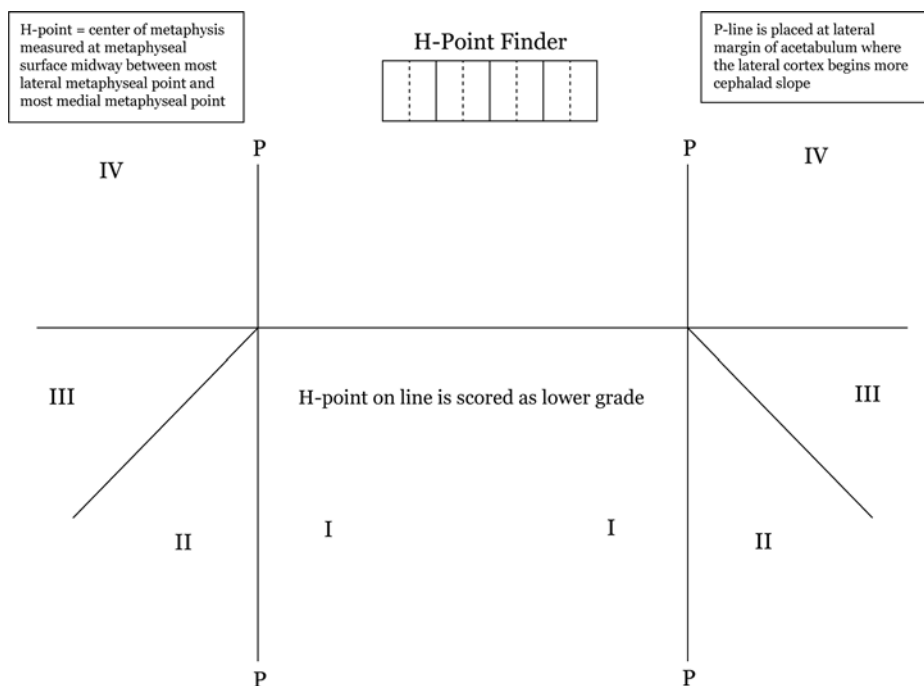 H-point = center of metaphysis
measured at metaphyseal
surface midway between most
lateral metaphyseal point and
most medial metaphyseal point
H-Point Finder
P-line is placed at lateral
margin of acetabulum where
the lateral cortex begins more
cephalad slope
P
P
IV
IV
III
H-point on line is scored as lower grade
III
II
I
I
II
P
P